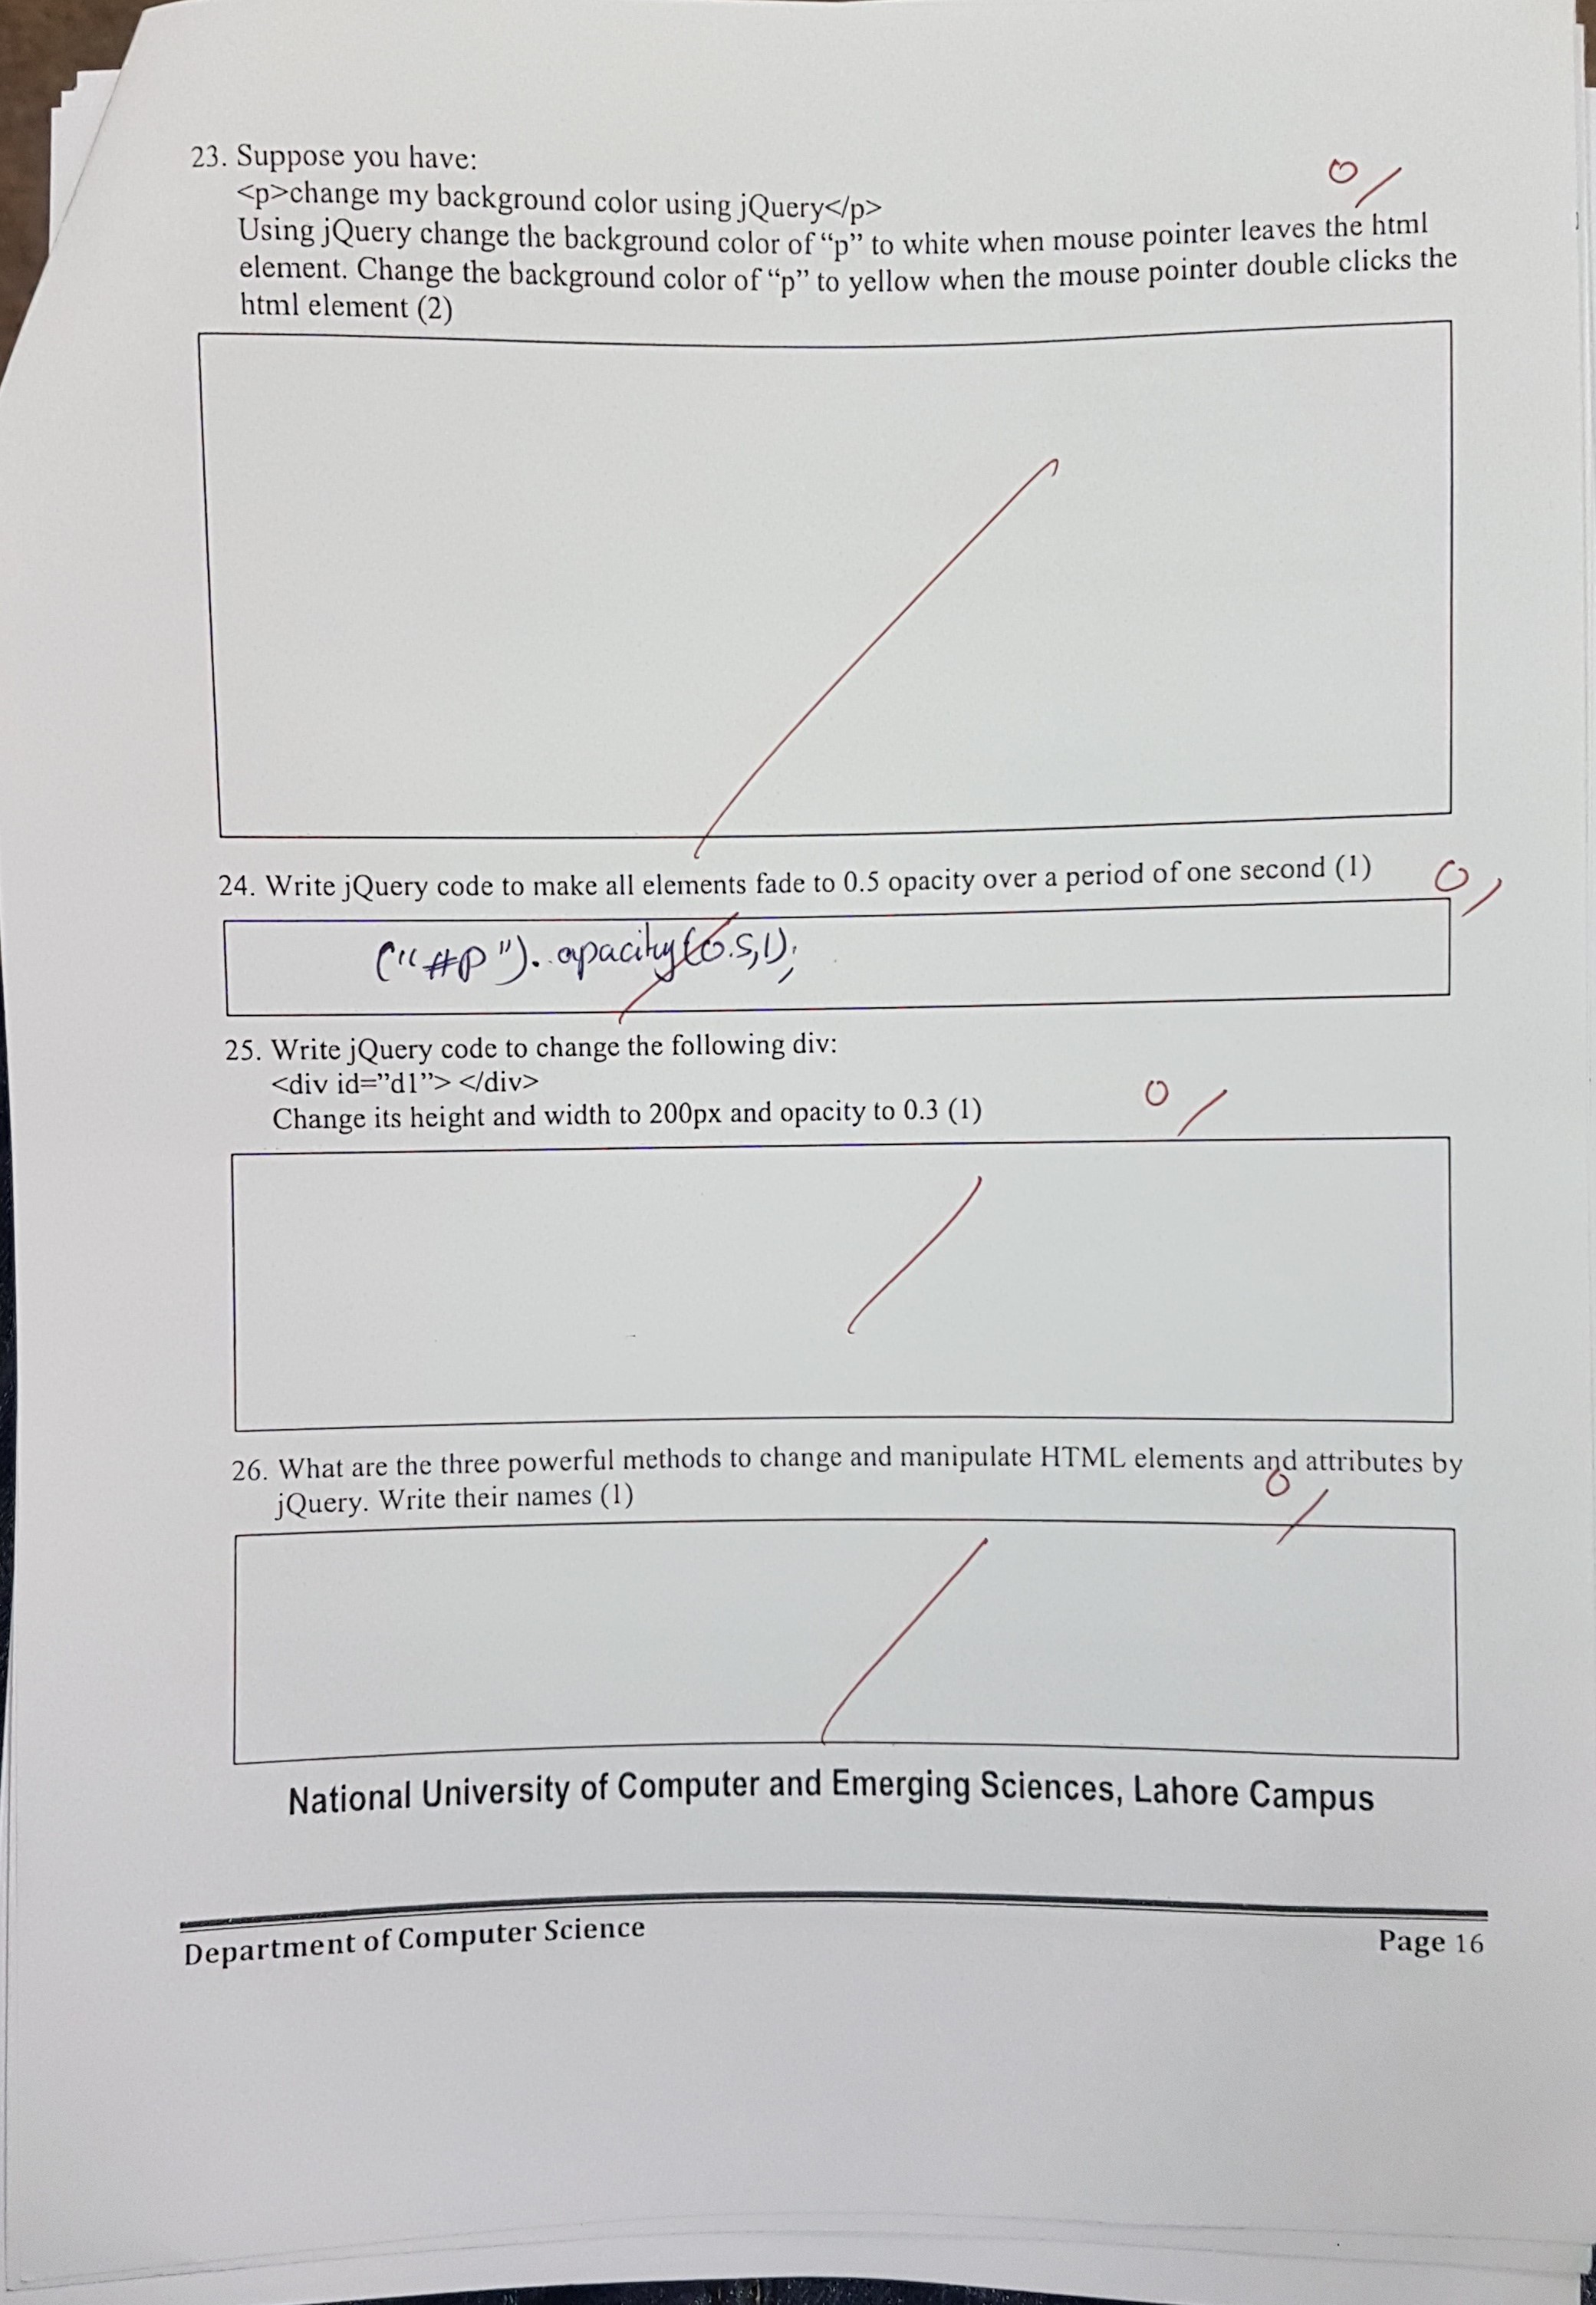 23. Suppose you have:
<p>change my background color using jQuery</p>
Using jQuery change the background color of “p” to white when mouse pointer leaves the html
element. Change the background color of “p” to yellow when the mouse pointer double clicks the
html element (2)
0/
24. Write jQuery code to make all elements fade to 0.5 opacity over a period of one second (1)
0/
("#p"). opacity(0.5,1);
25. Write jQuery code to change the following div:
<div id=”d1”> </div>
Change its height and width to 200px and opacity to 0.3 (1)
0/
26. What are the three powerful methods to change and manipulate HTML elements and attributes by
jQuery. Write their names (1)
0/
National University of Computer and Emerging Sciences, Lahore Campus
Department of Computer Science
Page 16